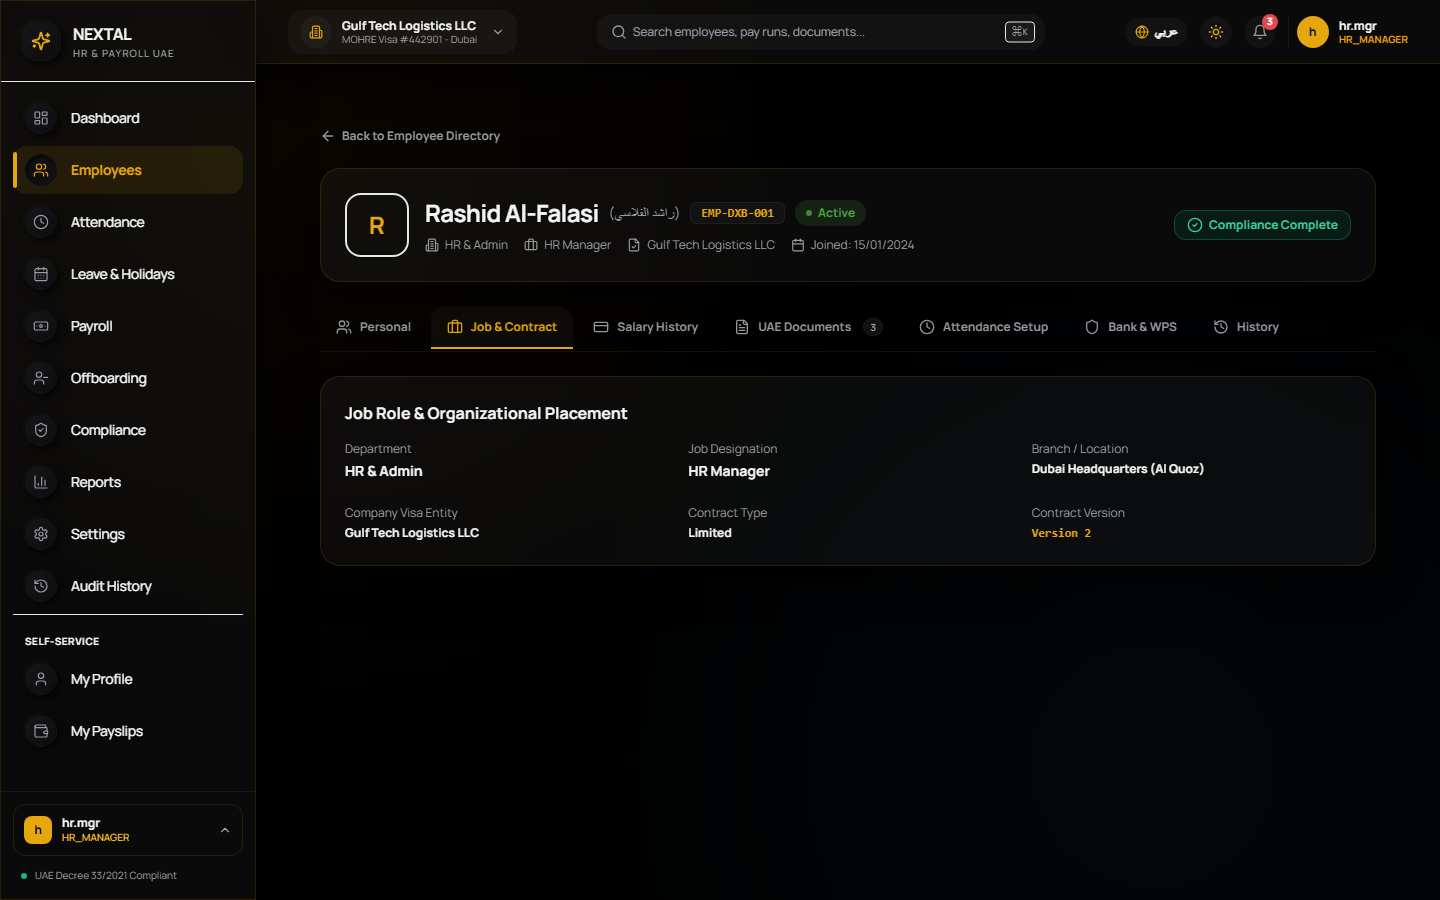 NEXTAL
HR & PAYROLL UAE
Dashboard
Employees
Attendance
Leave & Holidays
Payroll
Offboarding
Compliance
Reports
Settings
Audit History
SELF-SERVICE
My Profile
My Payslips
h
hr.mgr
HR_MANAGER
UAE Decree 33/2021 Compliant
Gulf Tech Logistics LLC
MOHRE Visa #442901 - Dubai
Search employees, pay runs, documents...
⌘K
عربي
3
h
hr.mgr
HR_MANAGER
Back to Employee Directory
R
Rashid Al-Falasi (راشد الفلاسي) EMP-DXB-001 Active
HR & Admin HR Manager Gulf Tech Logistics LLC Joined: 15/01/2024
Compliance Complete
Personal Job & Contract Salary History UAE Documents 3 Attendance Setup Bank & WPS History
Job Role & Organizational Placement
Department Job Designation Branch / Location
HR & Admin HR Manager Dubai Headquarters (Al Quoz)
Company Visa Entity Contract Type Contract Version
Gulf Tech Logistics LLC Limited Version 2